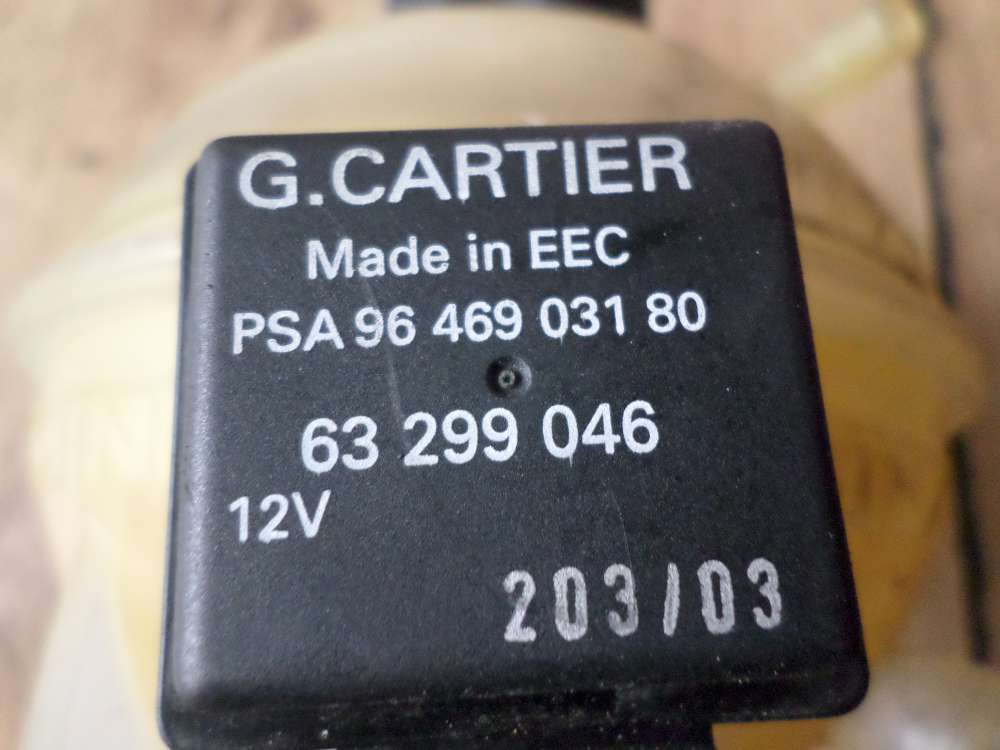 G.CARTIER
Made in EEC
PSA 96 469 031 80
63 299 046
12V
203/03